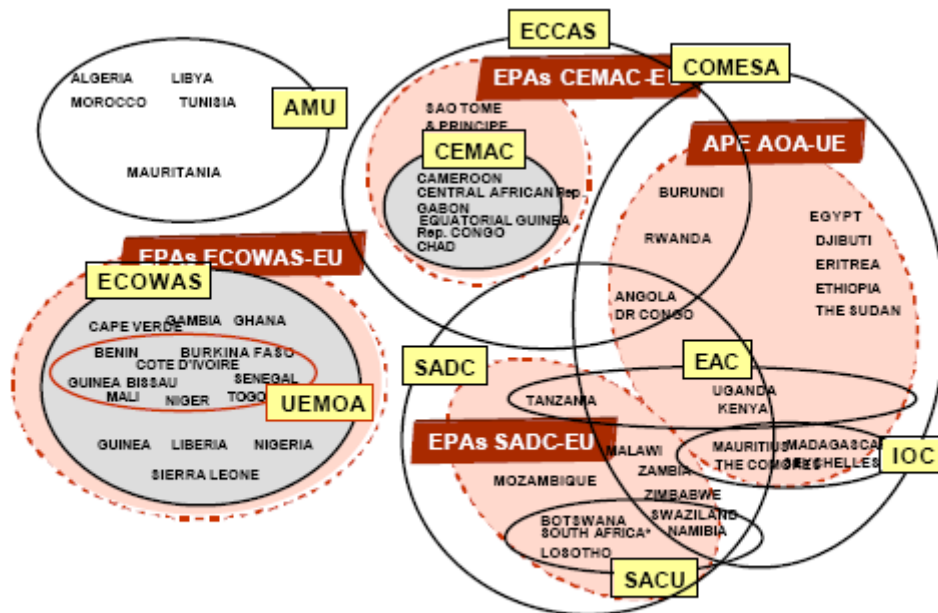 ECCAS
EPAs CEMAC-EU
COMESA
ALGERIA LIBYA
MOROCCO TUNISIA
AMU
MAURITANIA
SAO TOME
& PRINCIPE
CEMAC
CAMEROON
CENTRAL AFRICAN Rep.
GABON
EQUATORIAL GUINEA
Rep. CONGO
CHAD
APE AOA-UE
BURUNDI
RWANDA
EGYPT
DJIBUTI
ERITREA
ETHIOPIA
THE SUDAN
ANGOLA
DR CONGO
EPAs ECOWAS-EU
ECOWAS
CAPE VERDE GAMBIA GHANA
BENIN BURKINA FASO
COTE D'IVOIRE
GUINEA BISSAU SENEGAL
MALI NIGER TOGO
UEMOA
GUINEA LIBERIA NIGERIA
SIERRA LEONE
SADC
EAC
TANZANIA
UGANDA
KENYA
EPAs SADC-EU
MALAWI
MOZAMBIQUE
ZAMBIA
ZIMBABWE
SWAZILAND
NAMIBIA
MAURITIUS MADAGASCA
THE COMORES SEYCHELLES
IOC
BOTSWANA
SOUTH AFRICA*
LOSOTHO
SACU